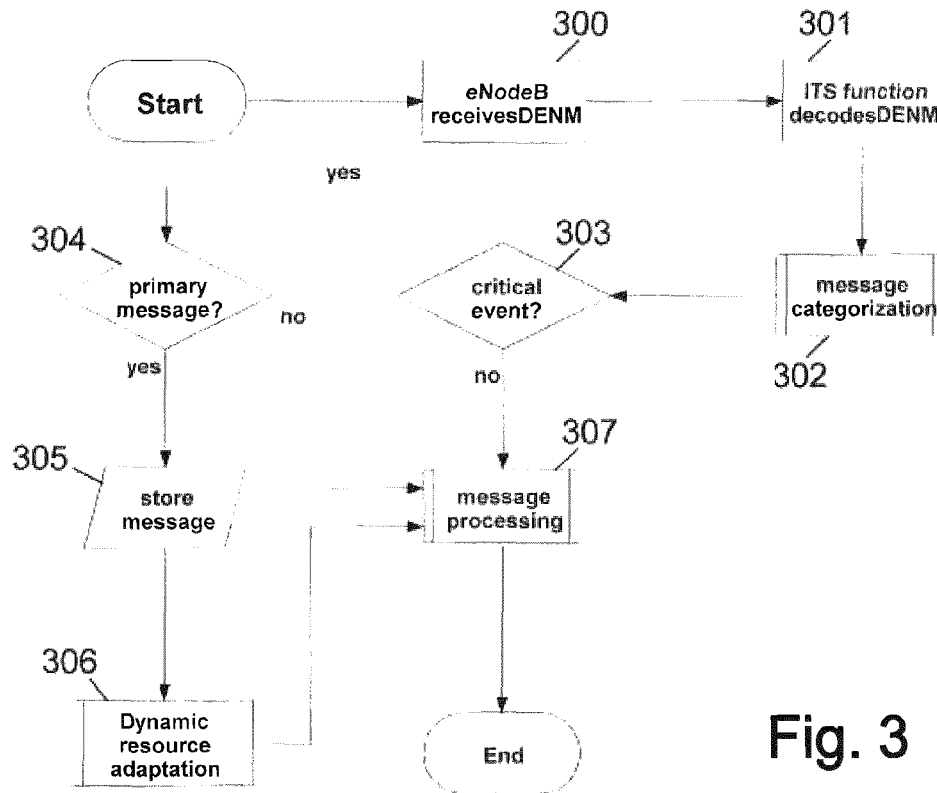 300
301
Start
eNodeB
receivesDENM
ITS function
decodesDENM
yes
304
303
primary
message?
no
critical
event?
message
categorization
302
yes
no
305
307
store
message
message
processing
306
Dynamic
resource
adaptation
End
Fig. 3